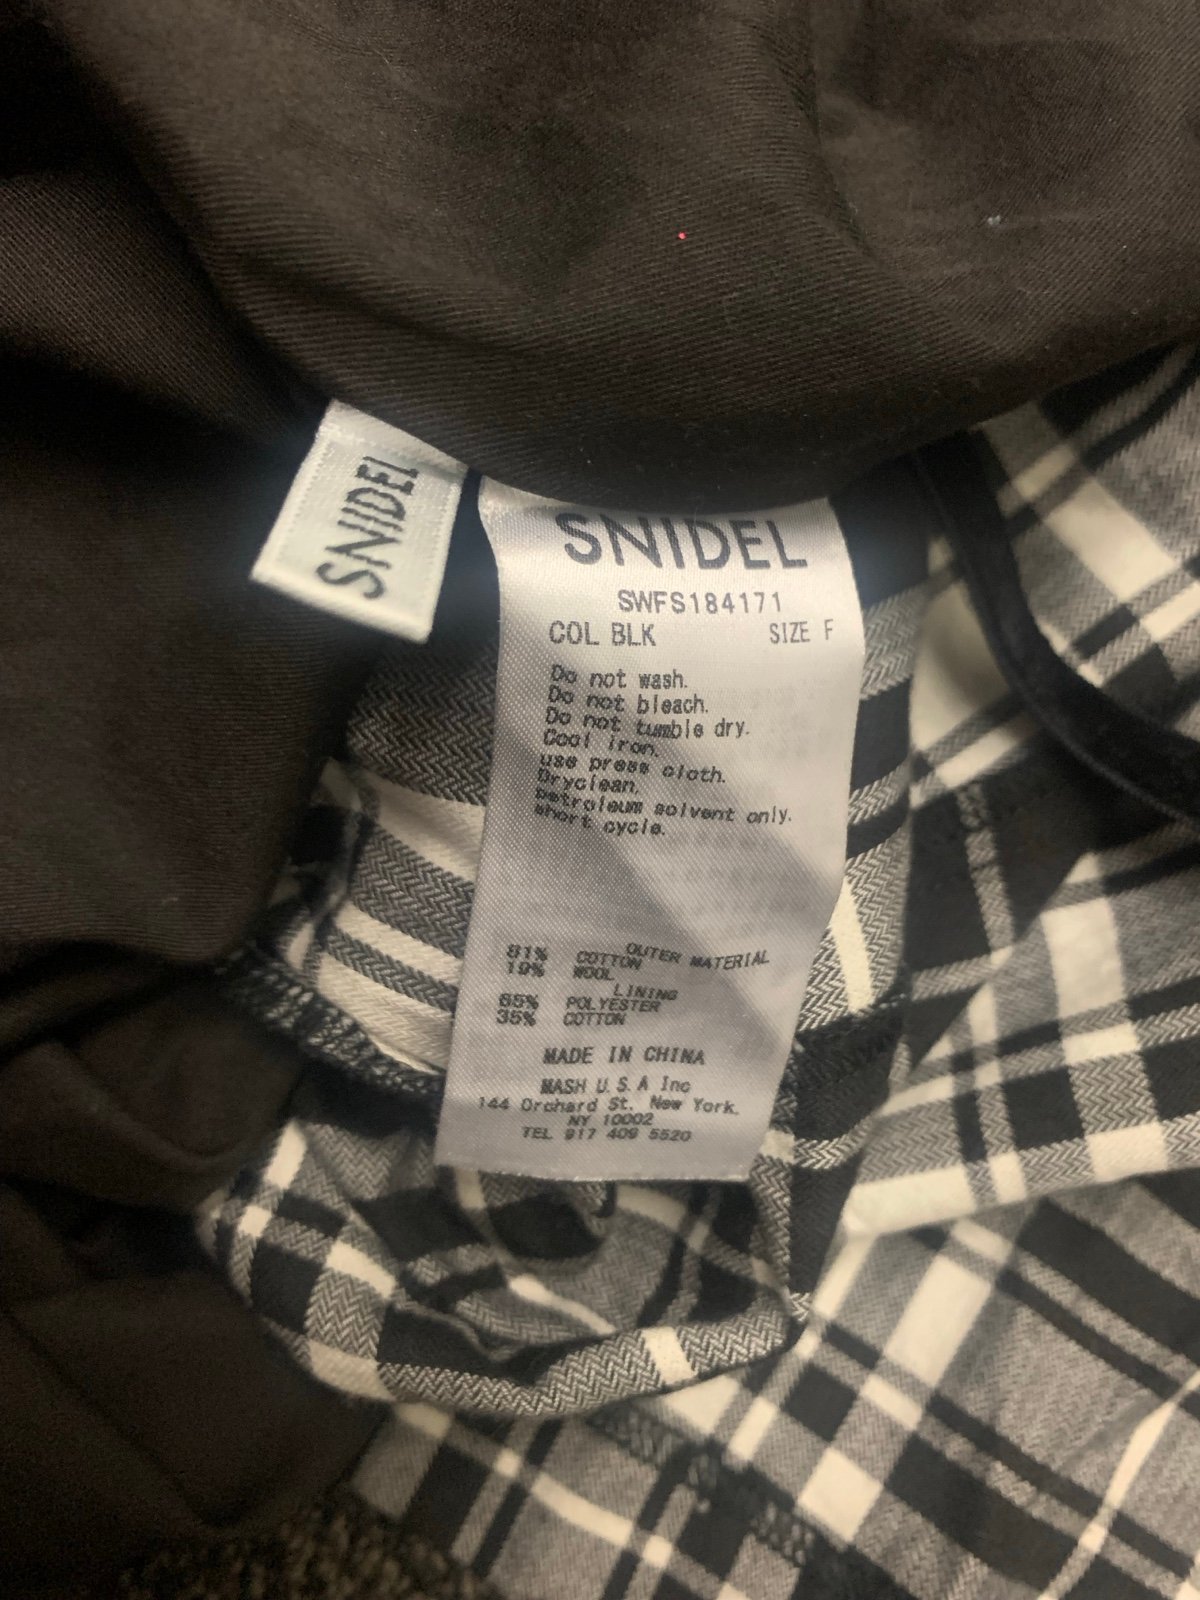 SNIDEL
SNIDEL
SWFS184171
COL BLK SIZE F
Do not wash.
Do not bleach.
Do not tumble dry.
Cool iron.
use press cloth.
Dryclean.
petroleum solvent only.
short cycle.
OUTER MATERIAL
81% COTTON
19% WOOL
LINING
65% POLYESTER
35% COTTON
MADE IN CHINA
MASH U.S.A Inc
144 Orchard St. New York.
NY 10002
TEL 917 409 5520